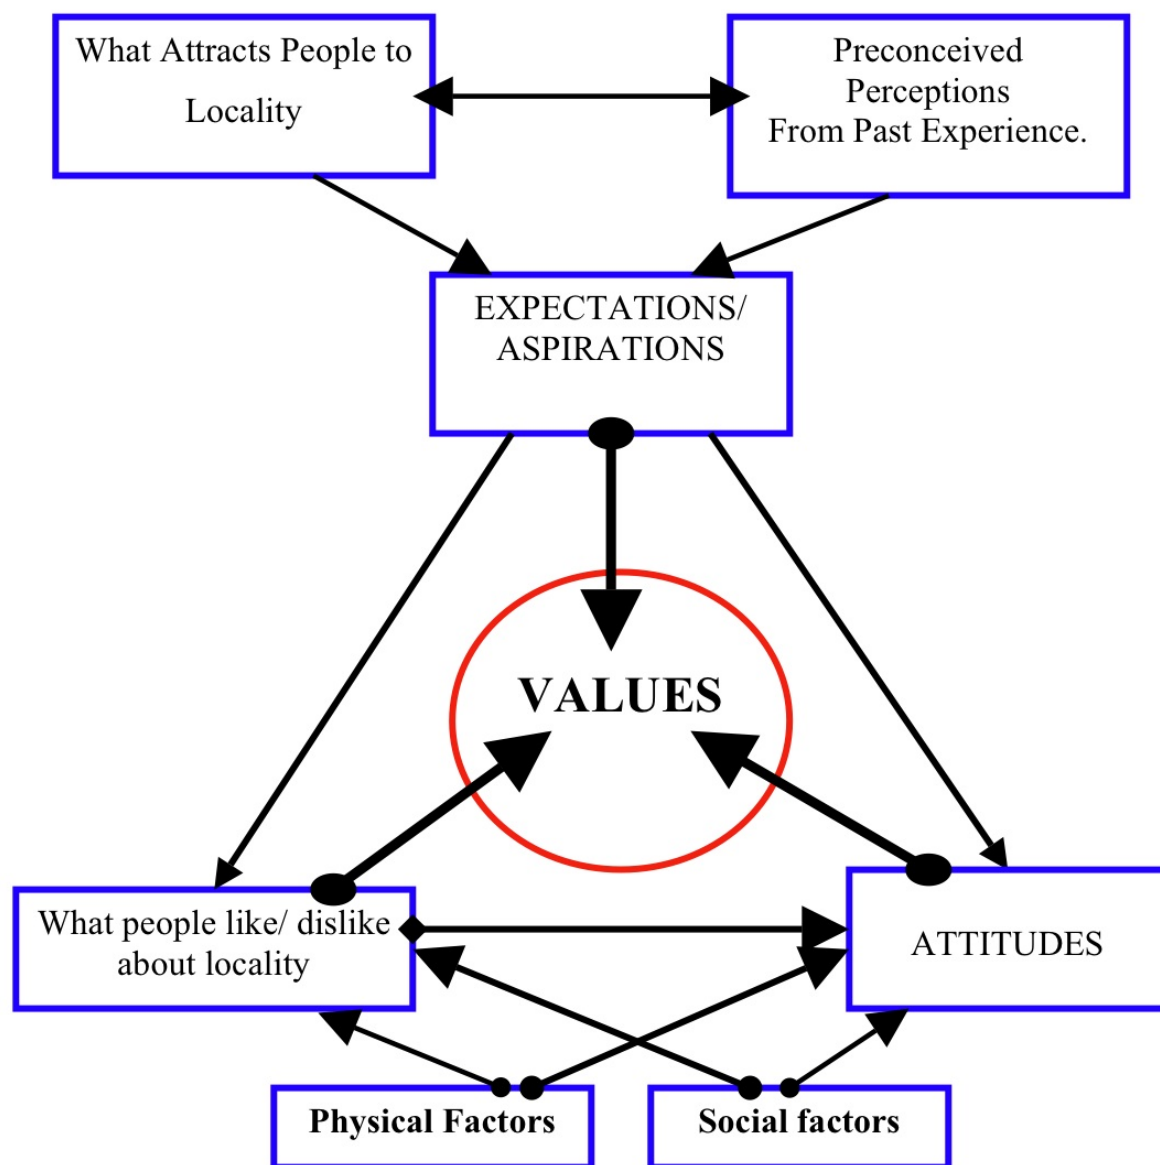 What Attracts People to
Locality
Preconceived
Perceptions
From Past Experience.
EXPECTATIONS/
ASPIRATIONS
VALUES
What people like/ dislike
about locality
ATTITUDES
Physical Factors
Social factors